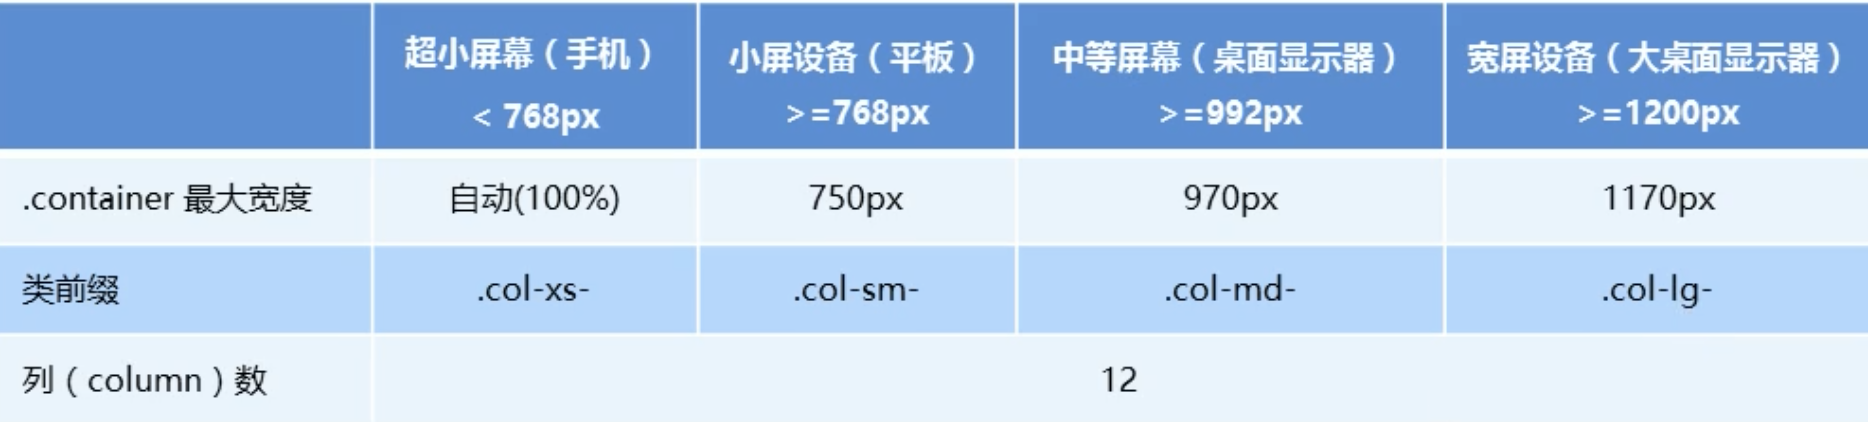 超小屏幕（手机）
< 768px
小屏设备（平板）
>=768px
中等屏幕（桌面显示器）
>=992px
宽屏设备（大桌面显示器）
>=1200px
.container 最大宽度
自动(100%)
750px
970px
1170px
类前缀
.col-xs-
.col-sm-
.col-md-
.col-lg-
列（column）数
12